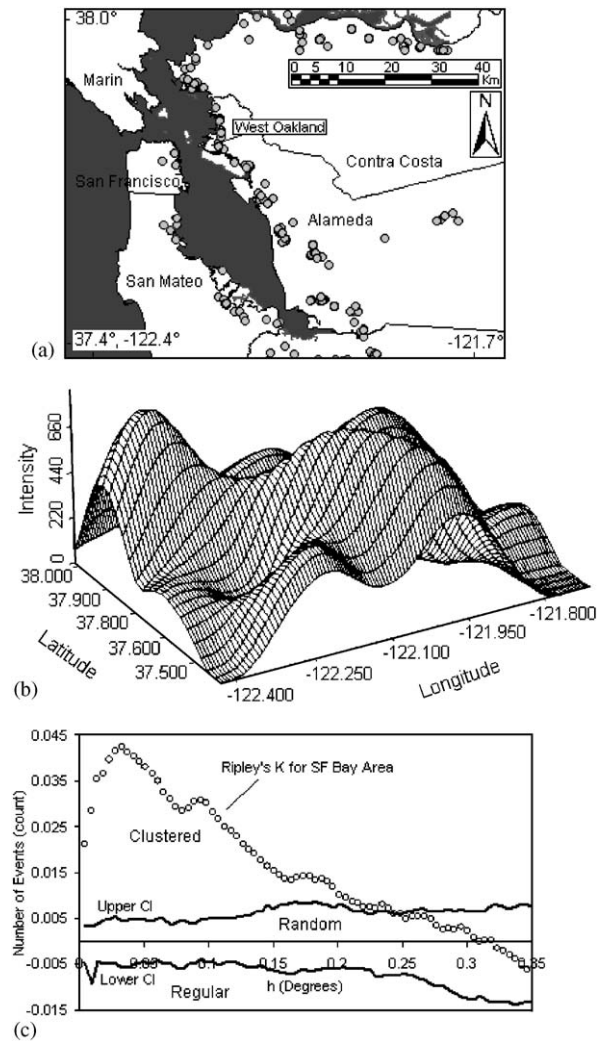 38.0°
0 5 10 20 30 40
Km
Marin
N
West Oakland
Contra Costa
San Francisco
Alameda
San Mateo
37.4°, -122.4°
-121.7°
(a)
Intensity
660
440
220
0
38.000
37.900
37.800
37.600
37.500
Latitude
-122.400
-122.250
-122.100
-121.950
-121.800
Longitude
(b)
Number of Events (count)
0.045
0.035
0.025
0.015
0.005
-0.005
-0.015
Ripley's K for SF Bay Area
Clustered
Upper CI
Random
0 0.05 0.1 0.15 0.2 0.25 0.3 0.35
Lower CI
Regular
h (Degrees)
(c)